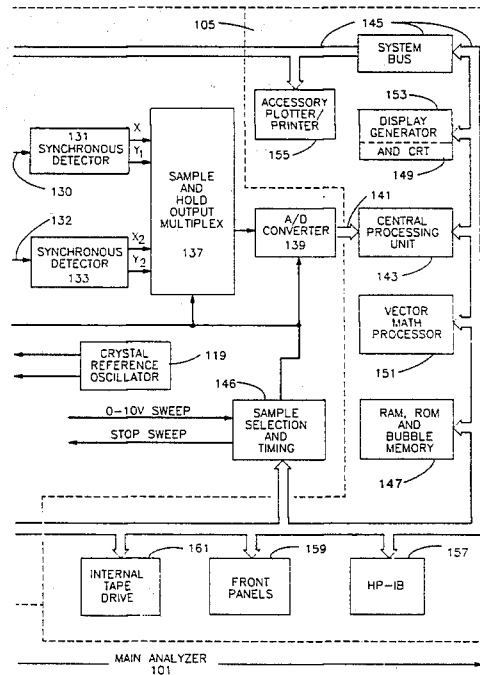 105
145
SYSTEM
BUS
153
ACCESSORY
PLOTTER/
PRINTER
155
DISPLAY
GENERATOR
AND CRT
149
131
SYNCHRONOUS
DETECTOR
X
Y1
130
132
SYNCHRONOUS
DETECTOR
133
X2
Y2
SAMPLE
AND
HOLD
OUTPUT
MULTIPLEX
137
A/D
CONVERTER
139
141
CENTRAL
PROCESSING
UNIT
143
VECTOR
MATH
PROCESSOR
151
CRYSTAL
REFERENCE
OSCILLATOR
119
146
0-10V SWEEP
STOP SWEEP
SAMPLE
SELECTION
AND
TIMING
RAM, ROM
AND
BUBBLE
MEMORY
147
161
INTERNAL
TAPE
DRIVE
159
FRONT
PANELS
157
HP-IB
MAIN ANALYZER
101